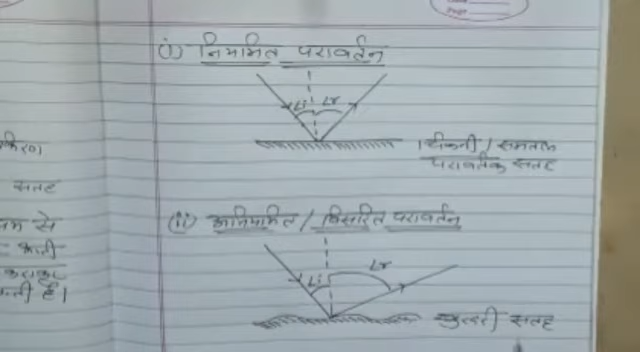 (i) नियमित परावर्तन
∠i ∠r
चिकनी / समतल
परावर्तक सतह
सतह
से
(ii) अनियमित / विसरित परावर्तन
∠i ∠r
खुरदरी सतह